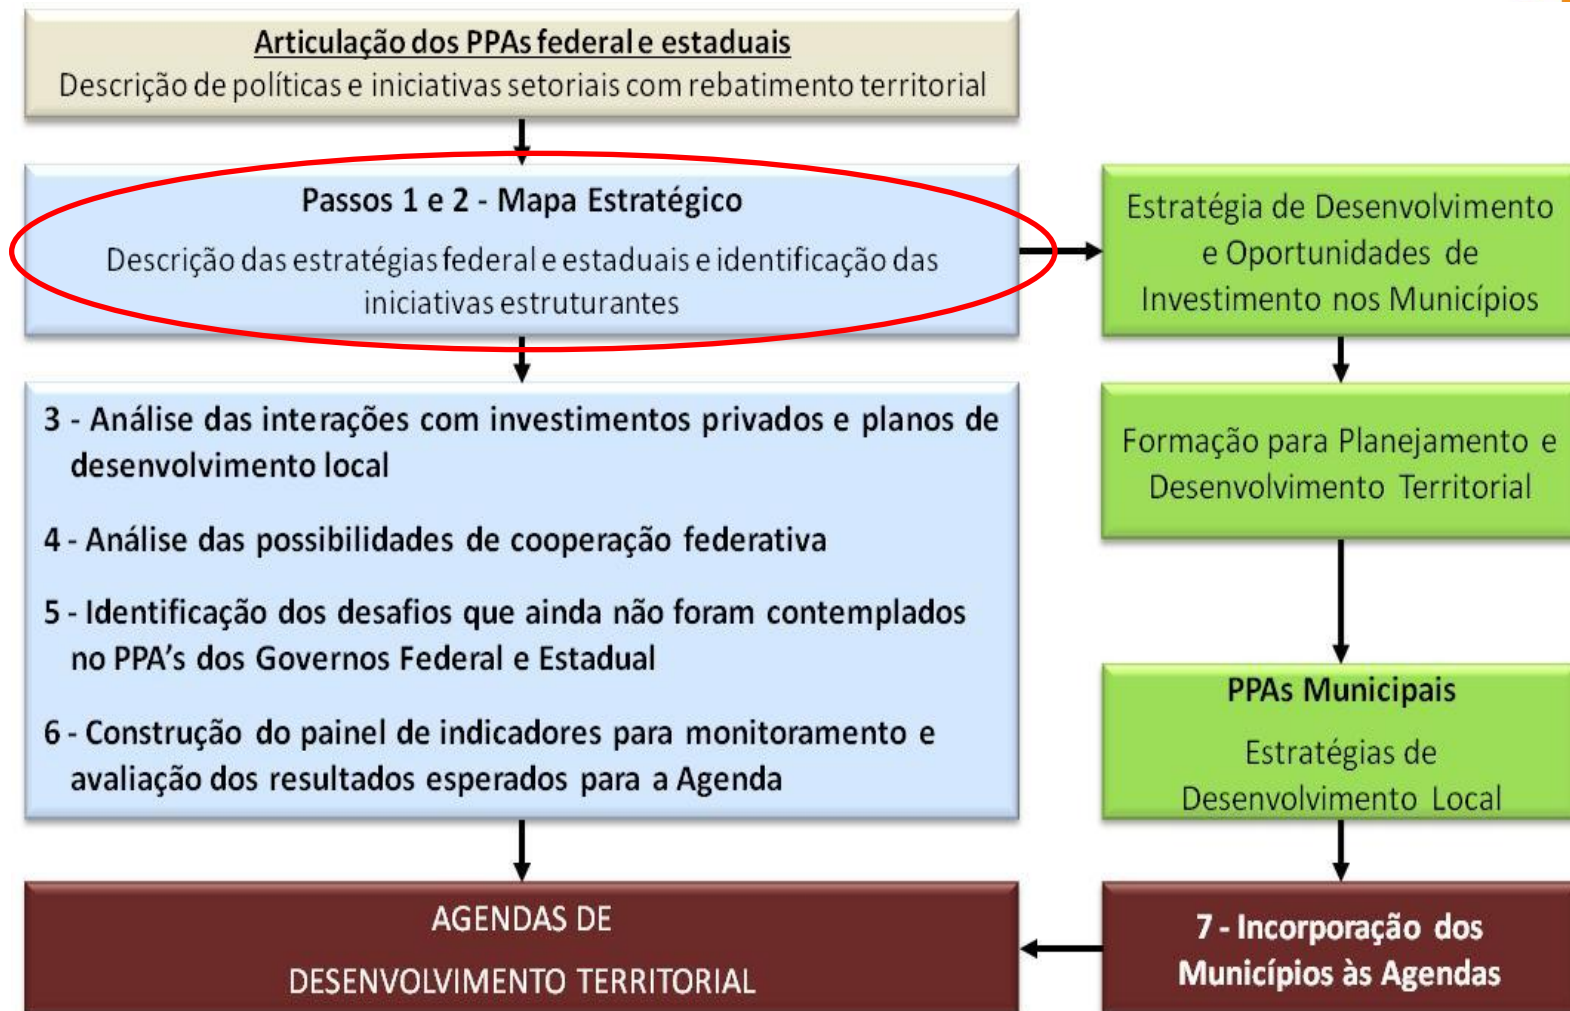 Articulação dos PPAs federal e estaduais
Descrição de políticas e iniciativas setoriais com rebatimento territorial
Passos 1 e 2 - Mapa Estratégico
Descrição das estratégias federal e estaduais e identificação das
iniciativas estruturantes
Estratégia de Desenvolvimento
e Oportunidades de
Investimento nos Municípios
3 - Análise das interações com investimentos privados e planos de
desenvolvimento local
4 - Análise das possibilidades de cooperação federativa
5 - Identificação dos desafios que ainda não foram contemplados
no PPA’s dos Governos Federal e Estadual
6 - Construção do painel de indicadores para monitoramento e
avaliação dos resultados esperados para a Agenda
Formação para Planejamento e
Desenvolvimento Territorial
PPAs Municipais
Estratégias de
Desenvolvimento Local
AGENDAS DE
DESENVOLVIMENTO TERRITORIAL
7 - Incorporação dos
Municípios às Agendas